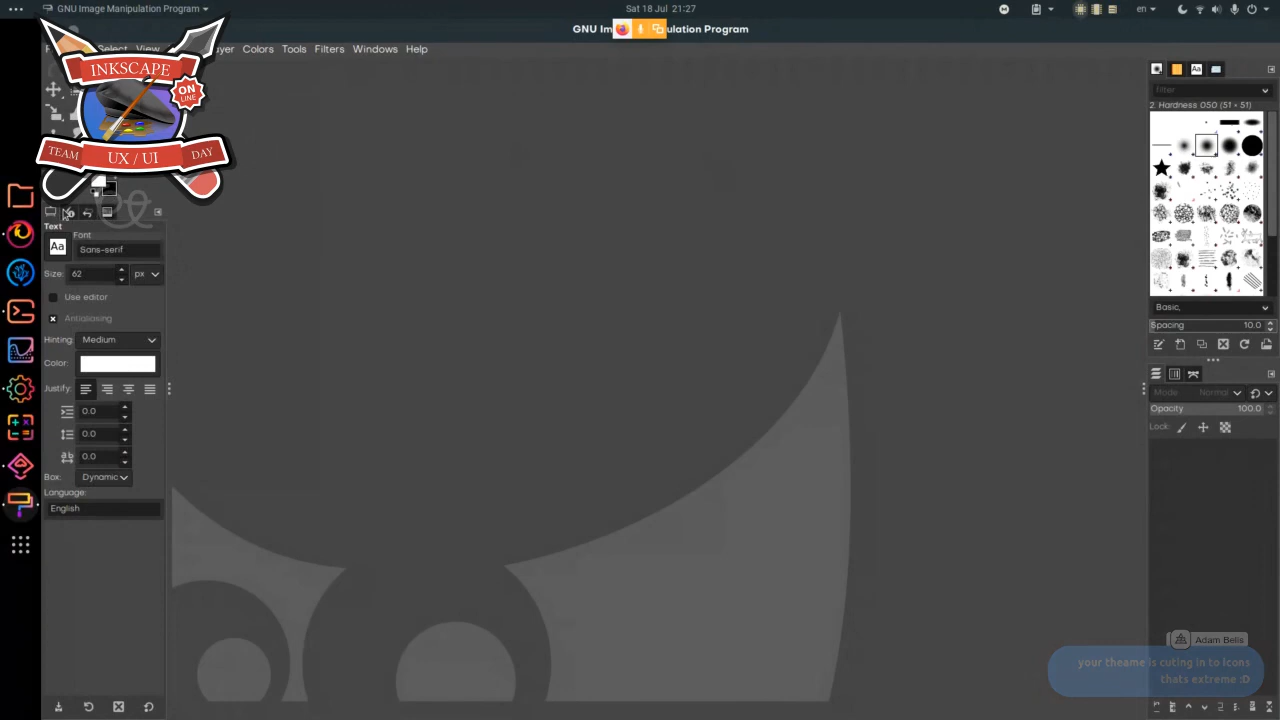 GNU Image Manipulation Program
Sat 18 Jul 21:27
en
GNU Im
ulation Program
Select View
Colors Tools Filters Windows Help
INKSCAPE
ON
LINE
TEAM UX / UI DAY
Text
Font
Aa
Sans-serif
Size: 62 px
Use editor
Antialiasing
Hinting: Medium
Color:
Justify:
0.0
0.0
0.0
Box: Dynamic
Language:
English
Aa
filter
2. Hardness 050 (51 × 51)
Basic,
Spacing 10.0
Mode Normal
Opacity 100.0
Lock:
Adam Bells
your theame is cuting in to Icons
thats extreme :D